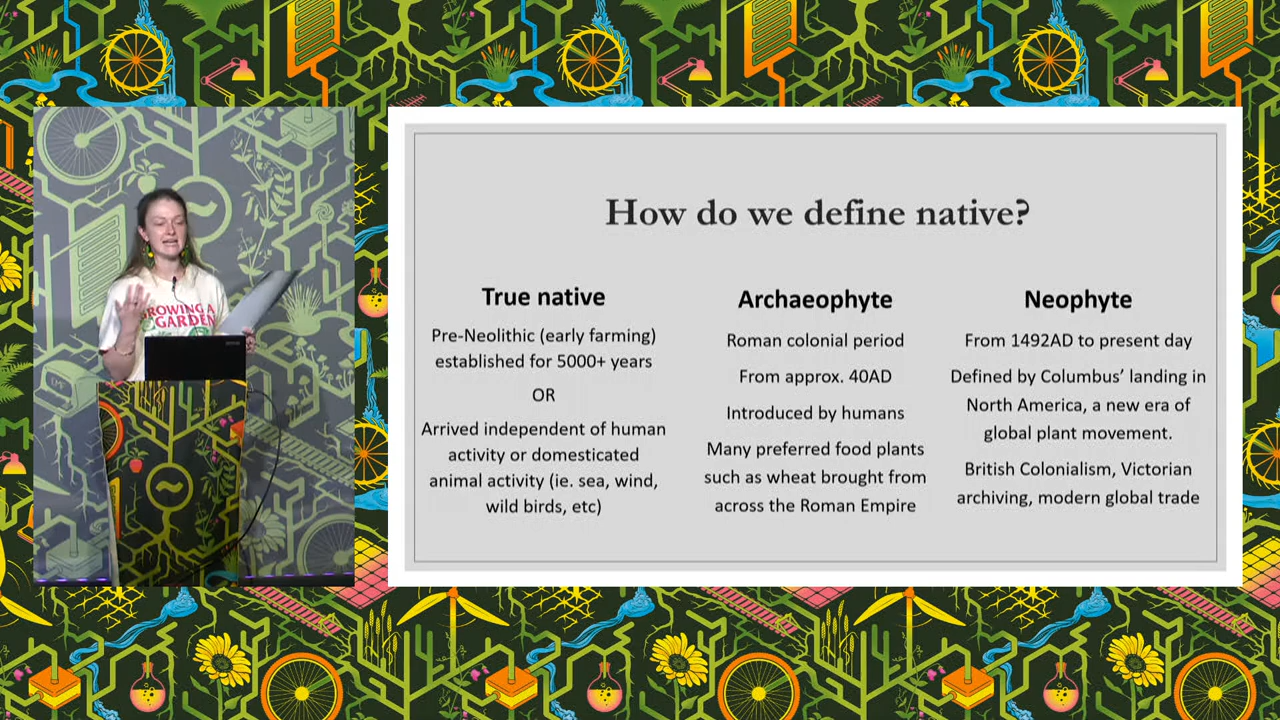 How do we define native?
True native
Pre-Neolithic (early farming)
established for 5000+ years
OR
Arrived independent of human
activity or domesticated
animal activity (ie. sea, wind,
wild birds, etc)
Archaeophyte
Roman colonial period
From approx. 40AD
Introduced by humans
Many preferred food plants
such as wheat brought from
across the Roman Empire
Neophyte
From 1492AD to present day
Defined by Columbus’ landing in
North America, a new era of
global plant movement.
British Colonialism, Victorian
archiving, modern global trade
GROWING A
GARDEN
EMF